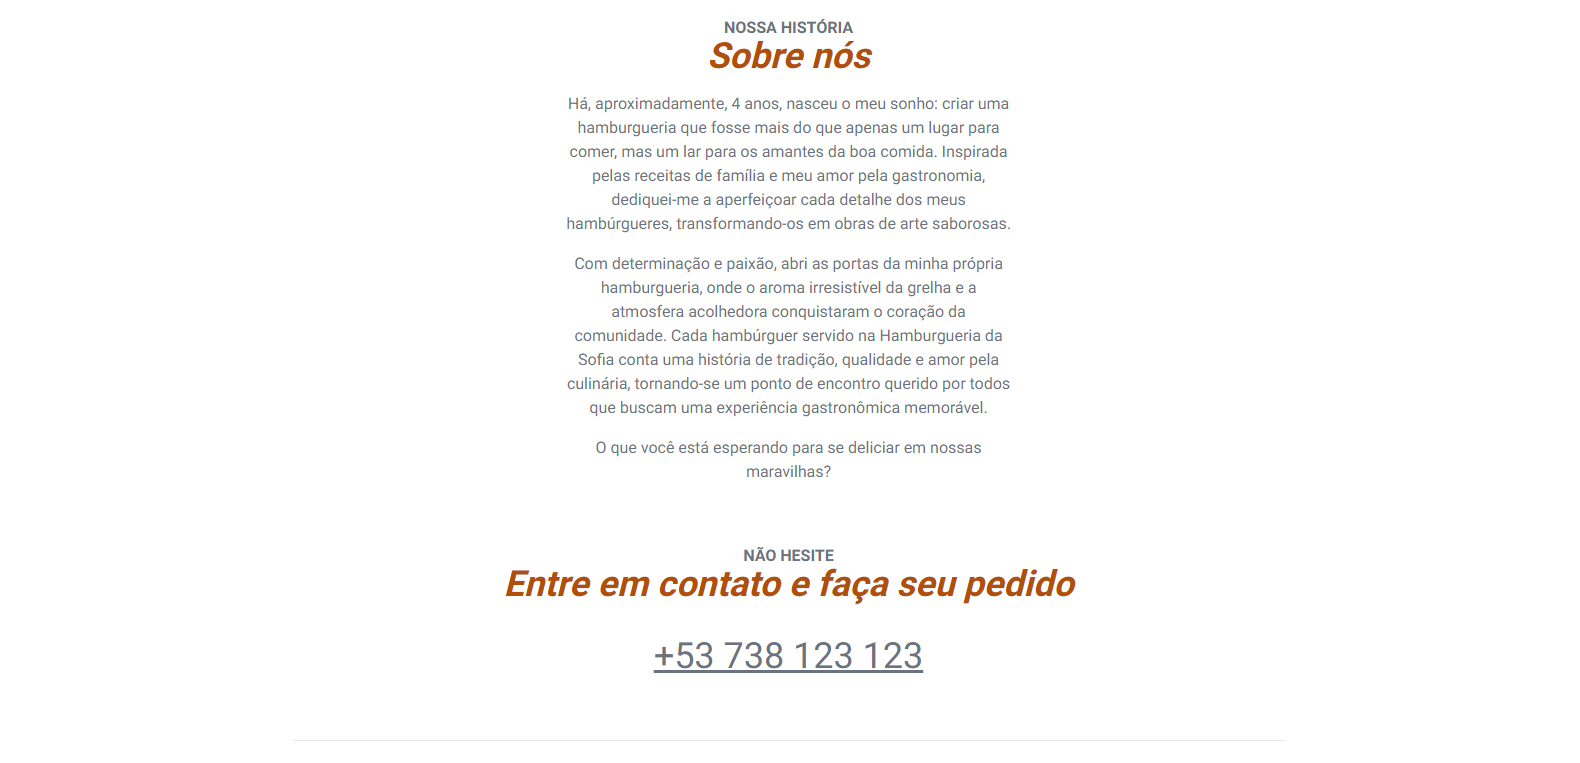 NOSSA HISTÓRIA
Sobre nós
Há, aproximadamente, 4 anos, nasceu o meu sonho: criar uma
hamburgueria que fosse mais do que apenas um lugar para
comer, mas um lar para os amantes da boa comida. Inspirada
pelas receitas de família e meu amor pela gastronomia,
dediquei-me a aperfeiçoar cada detalhe dos meus
hambúrgueres, transformando-os em obras de arte saborosas.
Com determinação e paixão, abri as portas da minha própria
hamburgueria, onde o aroma irresistível da grelha e a
atmosfera acolhedora conquistaram o coração da
comunidade. Cada hambúrguer servido na Hamburgueria da
Sofia conta uma história de tradição, qualidade e amor pela
culinária, tornando-se um ponto de encontro querido por todos
que buscam uma experiência gastronômica memorável.
O que você está esperando para se deliciar em nossas
maravilhas?
NÃO HESITE
Entre em contato e faça seu pedido
+53 738 123 123